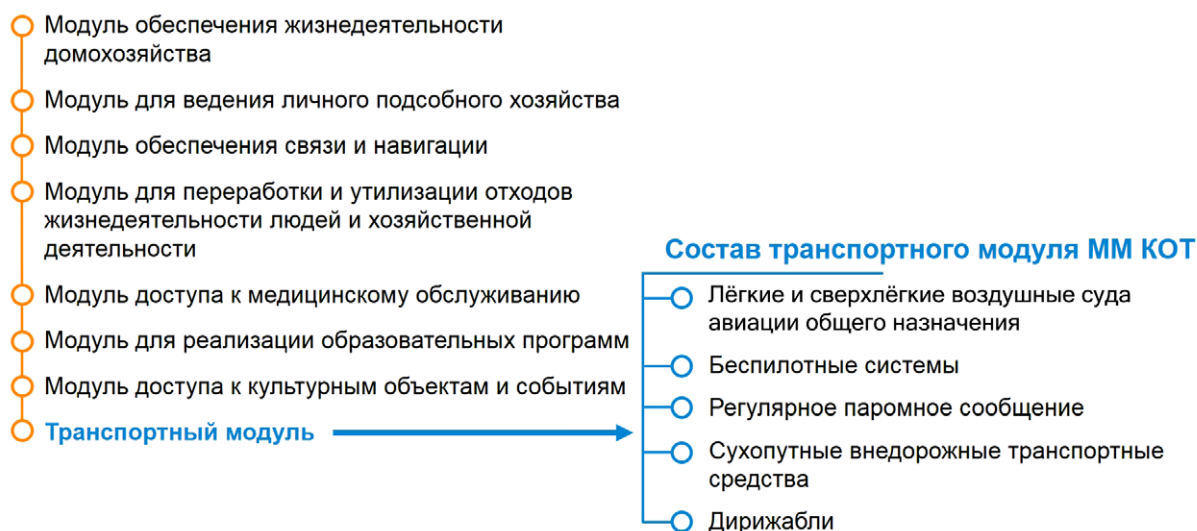 Модуль обеспечения жизнедеятельности
домохозяйства
Модуль для ведения личного подсобного хозяйства
Модуль обеспечения связи и навигации
Модуль для переработки и утилизации отходов
жизнедеятельности людей и хозяйственной
деятельности
Модуль доступа к медицинскому обслуживанию
Модуль для реализации образовательных программ
Модуль доступа к культурным объектам и событиям
Транспортный модуль
Состав транспортного модуля ММ КОТ
Лёгкие и сверхлёгкие воздушные суда
авиации общего назначения
Беспилотные системы
Регулярное паромное сообщение
Сухопутные внедорожные транспортные
средства
Дирижабли